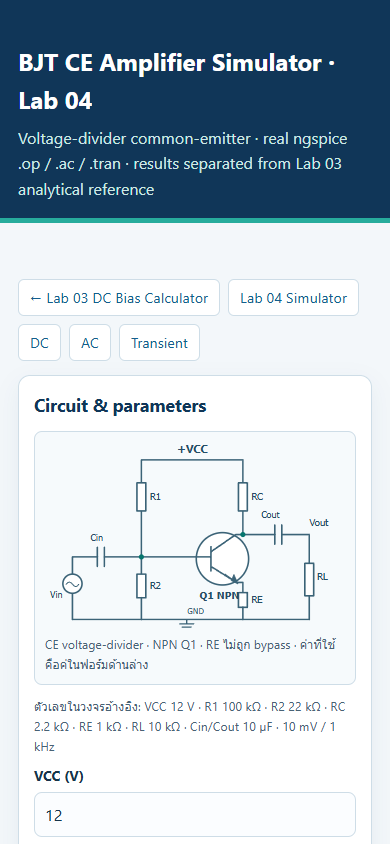 BJT CE Amplifier Simulator ·
Lab 04
Voltage-divider common-emitter · real ngspice
.op / .ac / .tran · results separated from Lab 03
analytical reference
← Lab 03 DC Bias Calculator
Lab 04 Simulator
DC
AC
Transient
Circuit & parameters
+VCC
R1
RC
Cout
Vout
Cin
Vin
R2
RL
Q1 NPN
RE
GND
CE voltage-divider · NPN Q1 · RE ไม่ถูก bypass · ค่าที่ใช้
คือค่าในฟอร์มด้านล่าง
ตัวเลขในวงจรอ้างอิง: VCC 12 V · R1 100 kΩ · R2 22 kΩ · RC
2.2 kΩ · RE 1 kΩ · RL 10 kΩ · Cin/Cout 10 µF · 10 mV / 1
kHz
VCC (V)
12